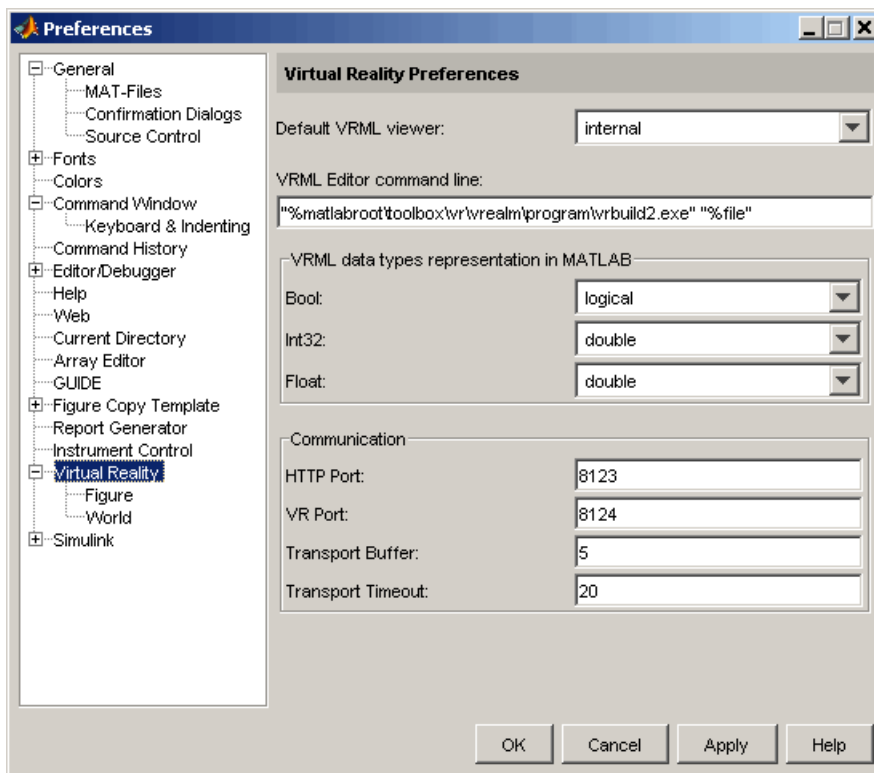 Preferences
General
MAT-Files
Confirmation Dialogs
Source Control
Fonts
Colors
Command Window
Keyboard & Indenting
Command History
Editor/Debugger
Help
Web
Current Directory
Array Editor
GUIDE
Figure Copy Template
Report Generator
Instrument Control
Virtual Reality
Figure
World
Simulink
Virtual Reality Preferences
Default VRML viewer: internal
VRML Editor command line:
"%matlabroot\toolbox\vr\vrealm\program\vrbuild2.exe" "%file"
VRML data types representation in MATLAB
Bool: logical
Int32: double
Float: double
Communication
HTTP Port: 8123
VR Port: 8124
Transport Buffer: 5
Transport Timeout: 20
OK Cancel Apply Help